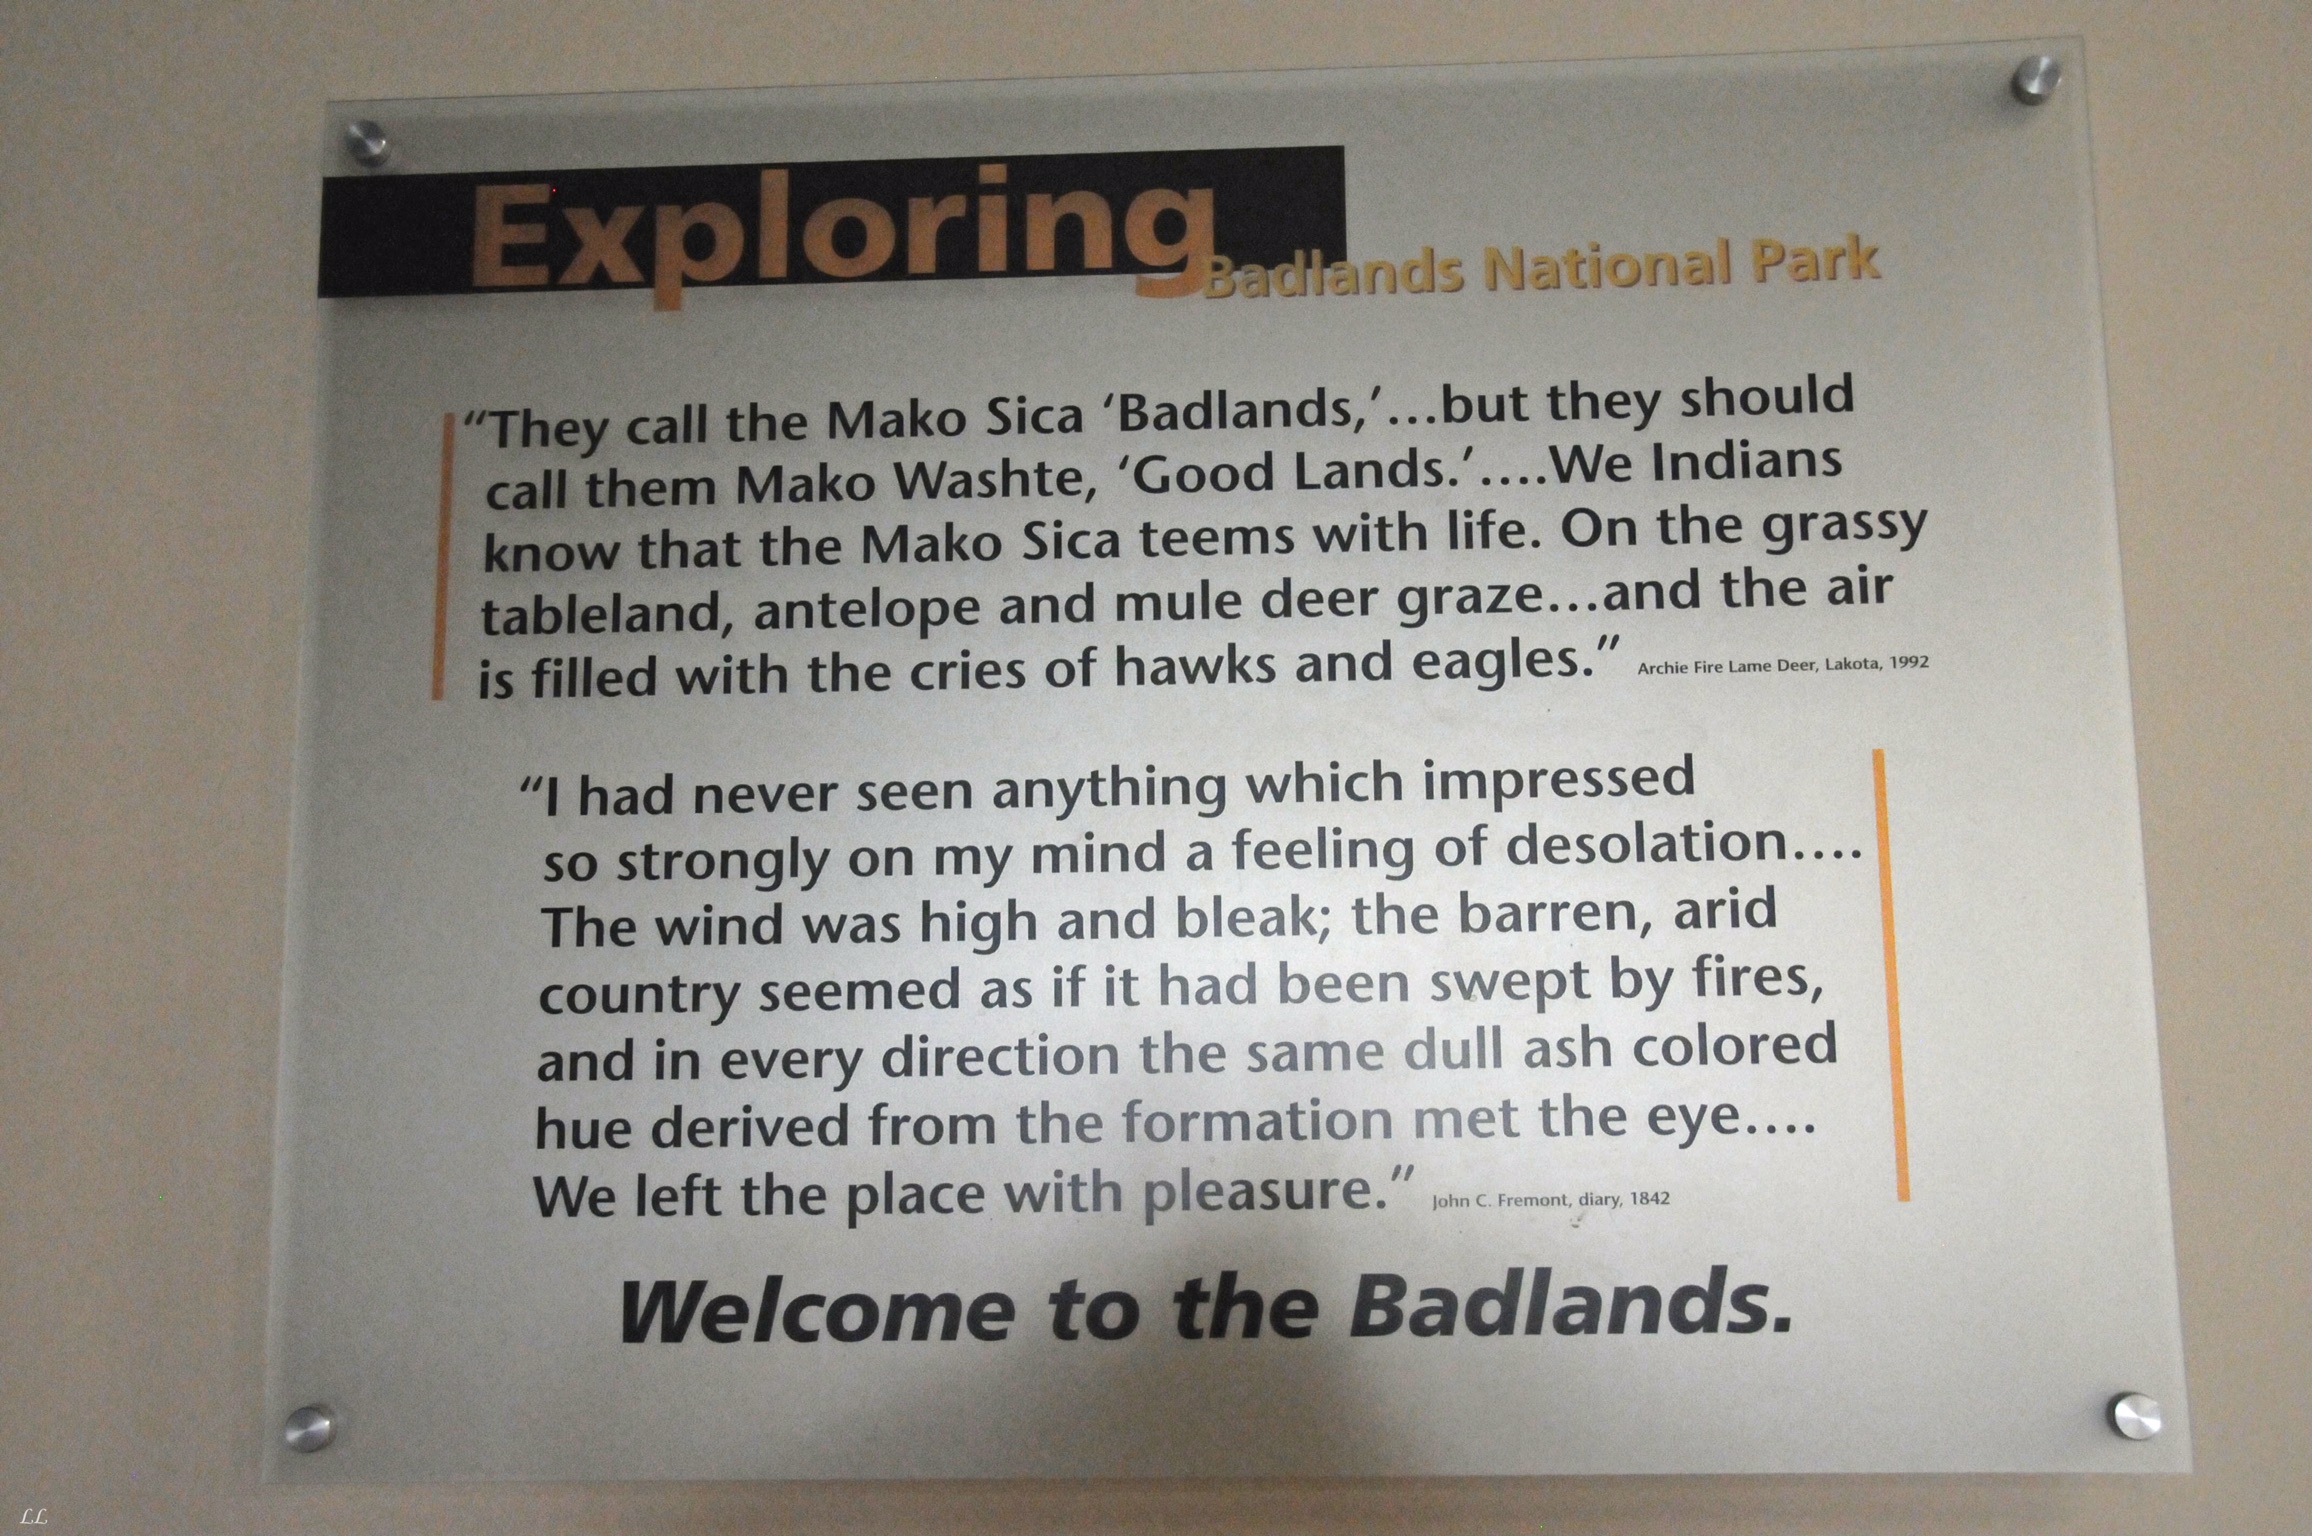 Exploring
Badlands National Park
“They call the Mako Sica ‘Badlands,’...but they should
call them Mako Washte, ‘Good Lands.’....We Indians
know that the Mako Sica teems with life. On the grassy
tableland, antelope and mule deer graze...and the air
is filled with the cries of hawks and eagles.” Archie Fire Lame Deer, Lakota, 1992
“I had never seen anything which impressed
so strongly on my mind a feeling of desolation....
The wind was high and bleak; the barren, arid
country seemed as if it had been swept by fires,
and in every direction the same dull ash colored
hue derived from the formation met the eye....
We left the place with pleasure.” John C. Fremont, diary, 1842
Welcome to the Badlands.
LL